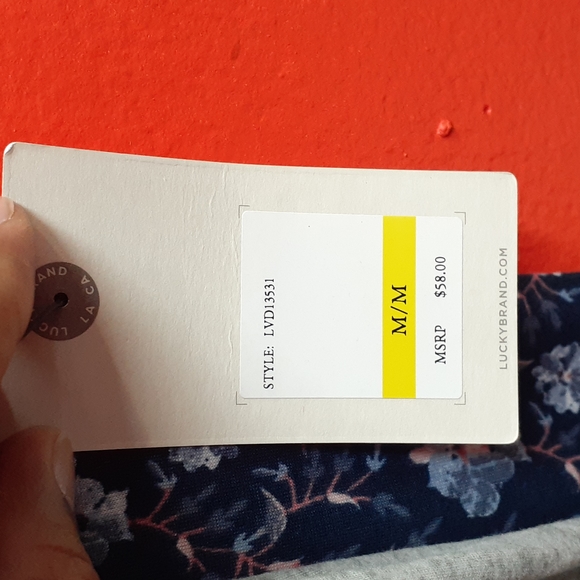 STYLE: LVD13531
M/M
MSRP $58.00
LUCKYBRAND.COM